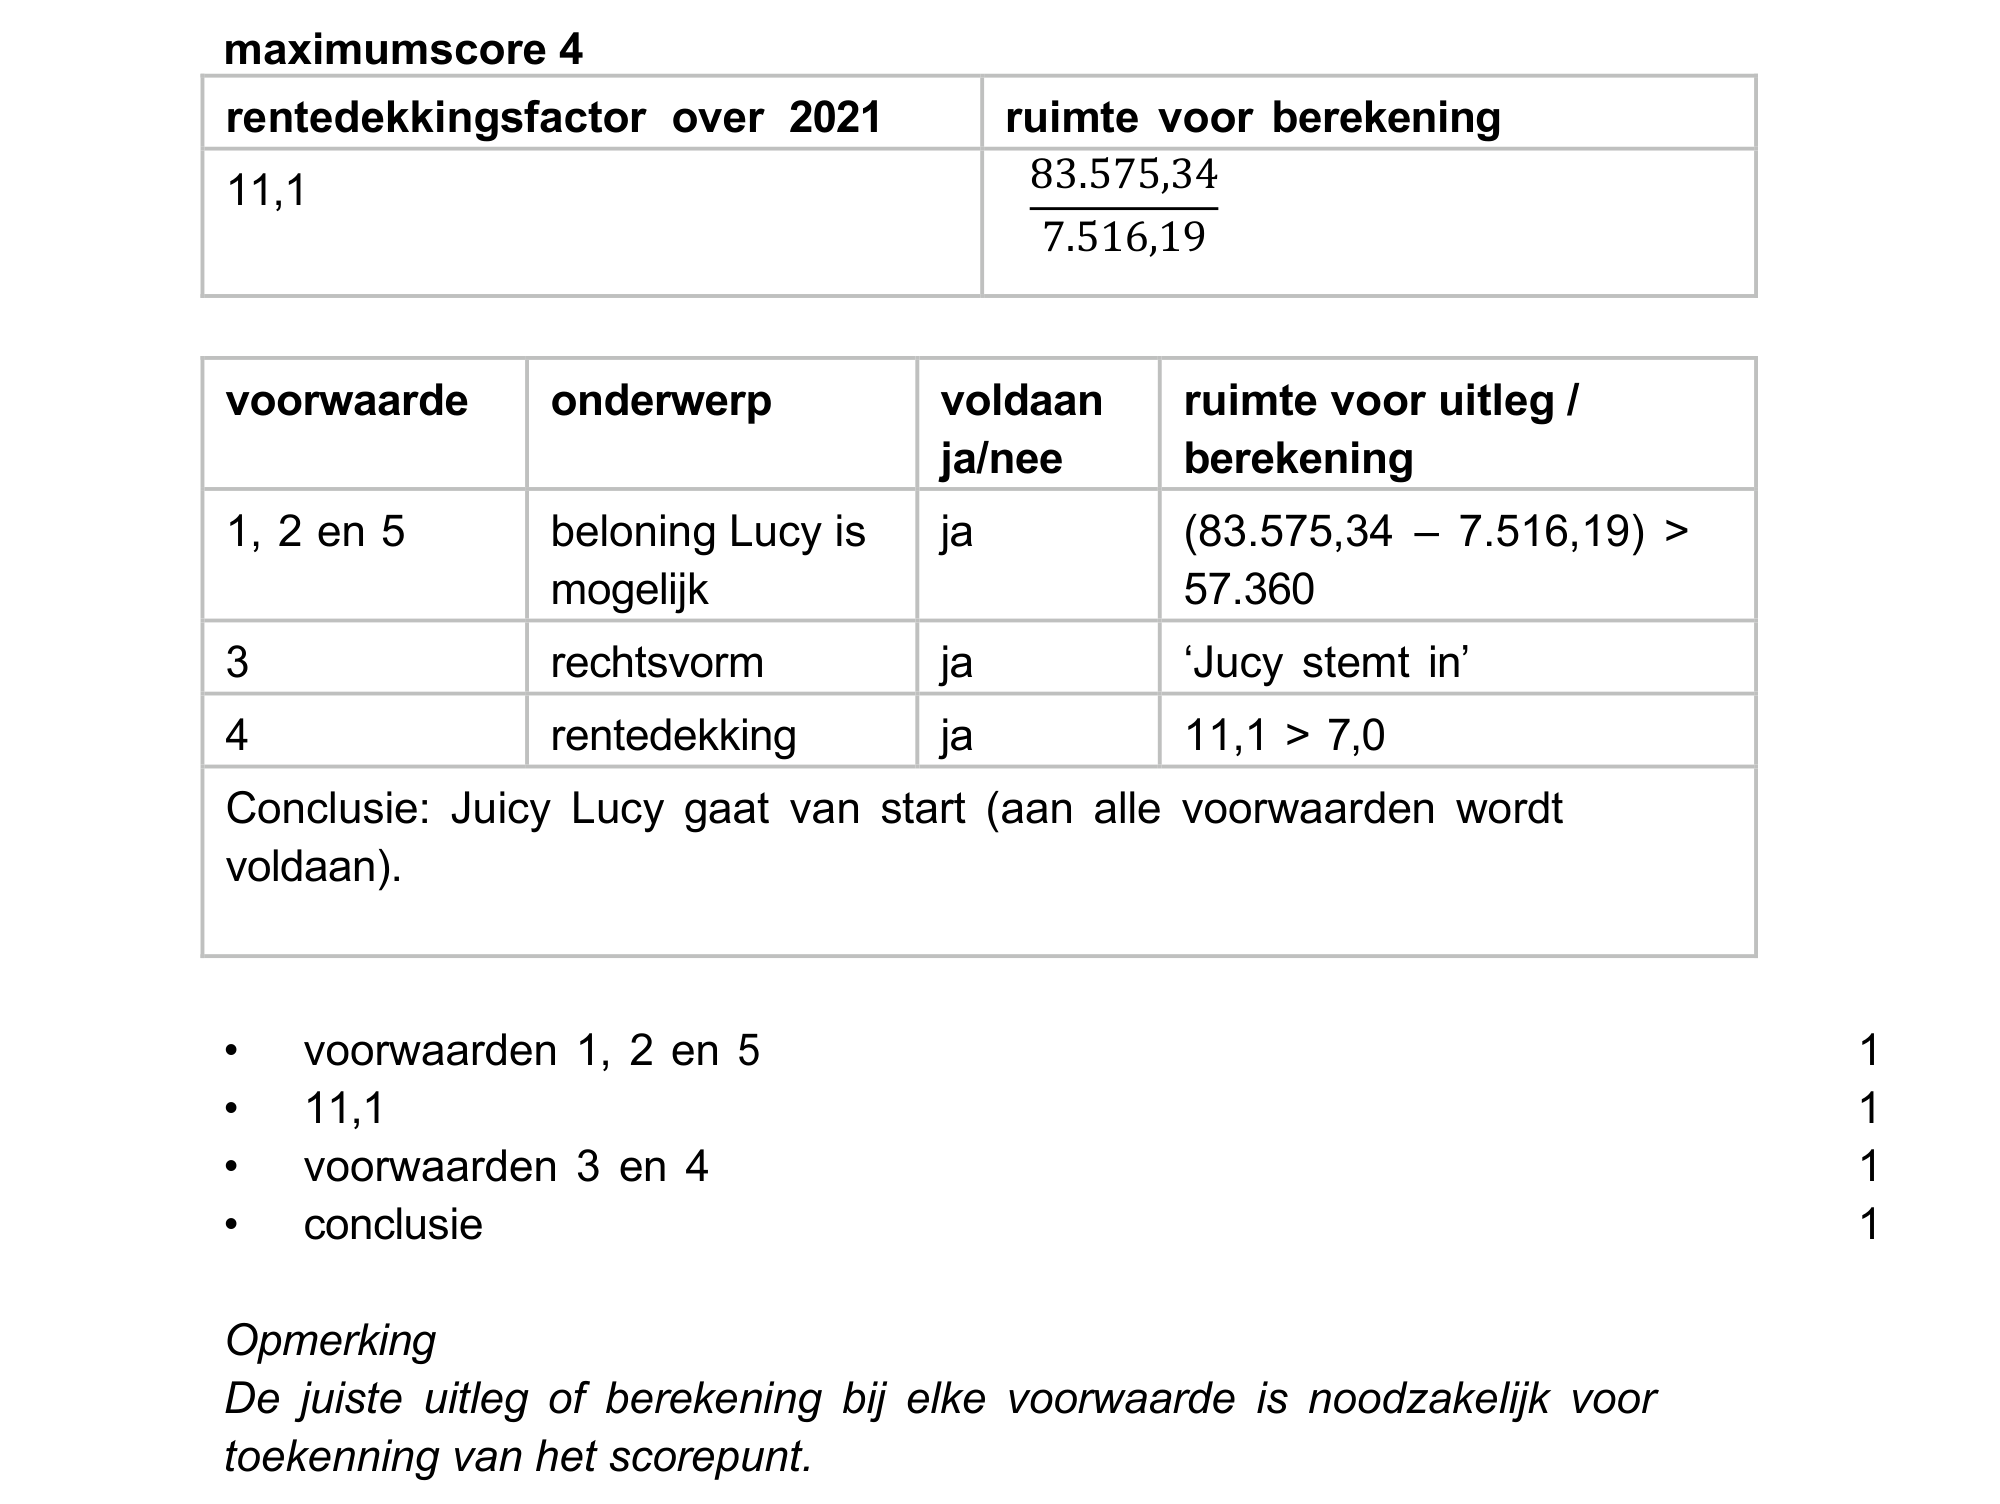 maximumscore 4
rentedekkingsfactor over 2021 ruimte voor berekening
11,1
83.575,34
7.516,19
voorwaarde onderwerp voldaan ruimte voor uitleg /
ja/nee berekening
1, 2 en 5 beloning Lucy is ja (83.575,34 – 7.516,19) >
mogelijk 57.360
3 rechtsvorm ja ‘Jucy stemt in’
4 rentedekking ja 11,1 > 7,0
Conclusie: Juicy Lucy gaat van start (aan alle voorwaarden wordt
voldaan).
• voorwaarden 1, 2 en 5 1
• 11,1 1
• voorwaarden 3 en 4 1
• conclusie 1
Opmerking
De juiste uitleg of berekening bij elke voorwaarde is noodzakelijk voor
toekenning van het scorepunt.